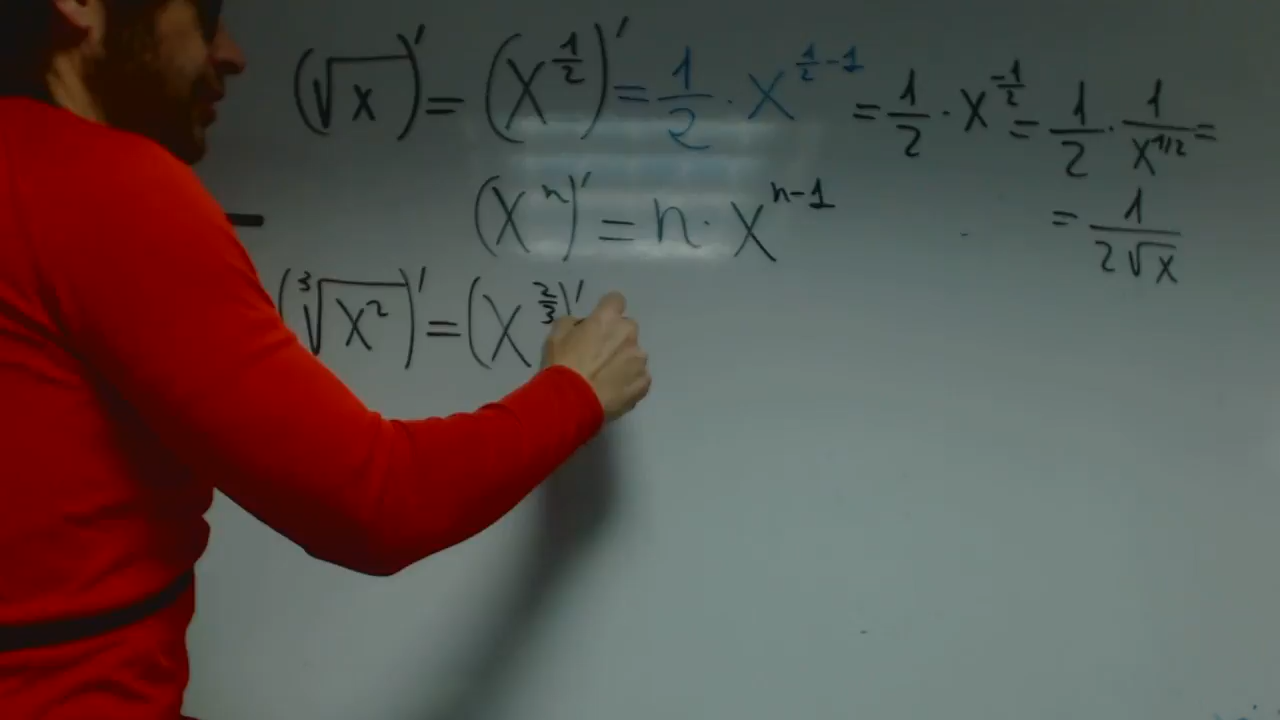 (√x)' = (x^{1/2})' = 1/2 · x^{1/2 - 1} = 1/2 · x^{-1/2} = 1/2 · 1/x^{1/2} =
= 1/(2√x)
(x^n)' = n · x^{n-1}
(∛x²)' = (x^{2/3})'